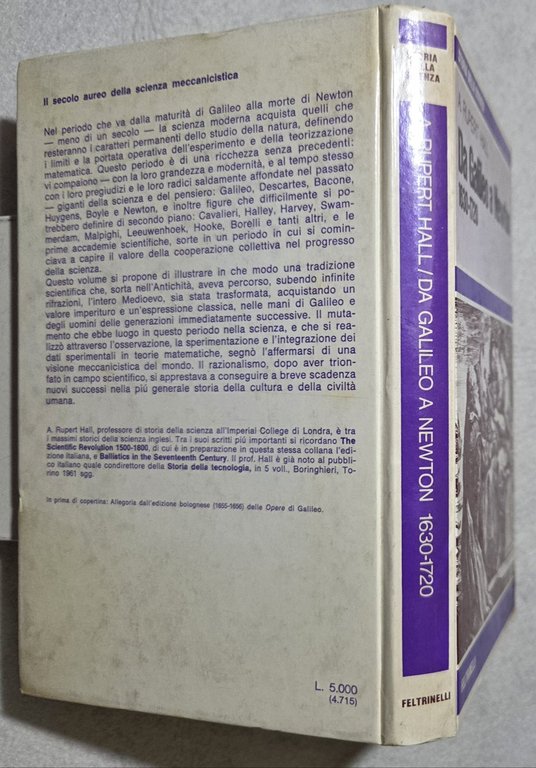 Il secolo aureo della scienza meccanicistica
Nel periodo che va dalla maturità di Galileo alla morte di Newton
— meno di un secolo — la scienza moderna acquista quelli che
resteranno i caratteri permanenti dello studio della natura, definendo
i limiti e la portata operativa dell'esperimento e della teorizzazione
matematica. Questo periodo è di una ricchezza senza precedenti:
vi compaiono — con la loro grandezza e modernità, e al tempo stesso
con i loro pregiudizi e le loro radici saldamente affondate nel passato
— giganti della scienza e del pensiero: Galileo, Descartes, Bacone,
Huygens, Boyle e Newton, e inoltre figure che difficilmente si po-
trebbero definire di secondo piano: Cavalieri, Halley, Harvey, Swam-
merdam, Malpighi, Leeuwenhoek, Hooke, Borelli e tanti altri, e le
prime accademie scientifiche, sorte in un periodo in cui si comin-
ciava a capire il valore della cooperazione collettiva nel progresso
della scienza.
Questo volume si propone di illustrare in che modo una tradizione
scientifica che, sorta nell'Antichità, aveva percorso, subendo infinite
rifrazioni, l'intero Medioevo, sia stata trasformata, acquistando un
valore imperituro e un'espressione classica, nelle mani di Galileo e
degli uomini delle generazioni immediatamente successive. Il muta-
mento che ebbe luogo in questo periodo nella scienza, e che si rea-
lizzò attraverso l'osservazione, la sperimentazione e l'integrazione dei
dati sperimentali in teorie matematiche, segnò l'affermarsi di una
visione meccanicistica del mondo. Il razionalismo, dopo aver trion-
fato in campo scientifico, si apprestava a conseguire a breve scadenza
nuovi successi nella piú generale storia della cultura e della civiltà
umana.
A. Rupert Hall, professore di storia della scienza all'Imperial College di Londra, è tra
i massimi storici della scienza inglesi. Tra i suoi scritti piú importanti si ricordano The
Scientific Revolution 1500-1800, di cui è in preparazione in questa stessa collana l'edi-
zione italiana, e Ballistics in the Seventeenth Century. Il prof. Hall è già noto al pubbli-
co italiano quale condirettore della Storia della tecnologia, in 5 voll., Boringhieri, To-
rino 1961 sgg.
In prima di copertina: Allegoria dall'edizione bolognese (1655-1656) delle Opere di Galileo.
L. 5.000
(4.715)
A. RUPERT HALL / DA GALILEO A NEWTON 1630-1720
FELTRINELLI